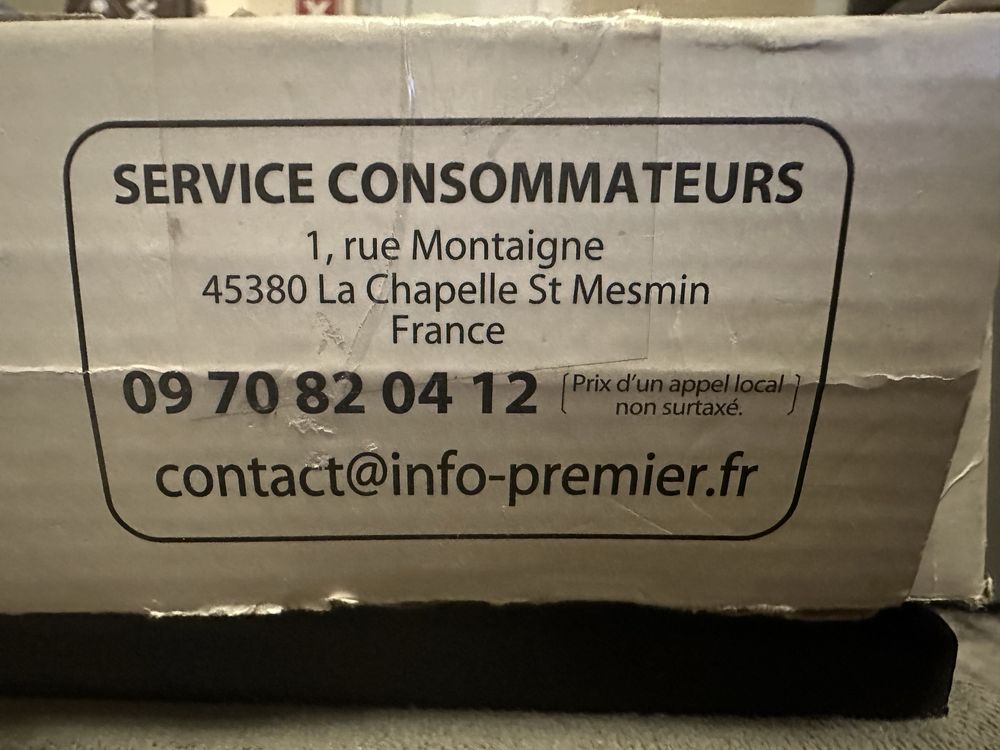 SERVICE CONSOMMATEURS
1, rue Montaigne
45380 La Chapelle St Mesmin
France
09 70 82 04 12 (Prix d'un appel local
non surtaxé.)
contact@info-premier.fr